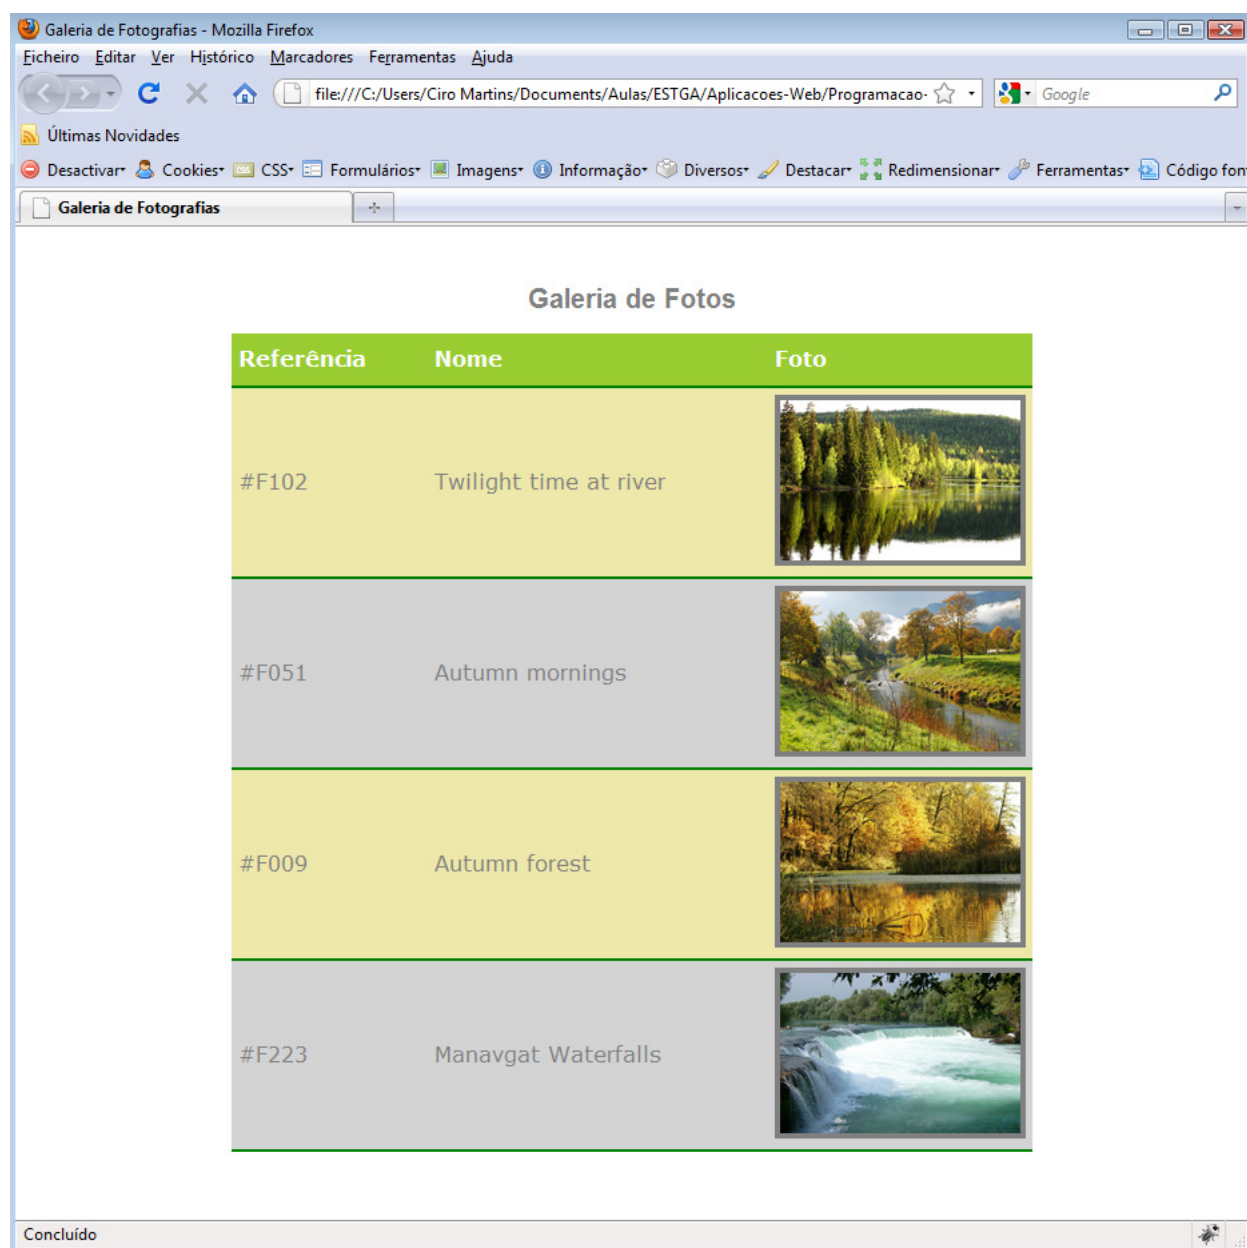 Galeria de Fotografias - Mozilla Firefox
Ficheiro Editar Ver Histórico Marcadores Ferramentas Ajuda
file:///C:/Users/Ciro Martins/Documents/Aulas/ESTGA/Aplicacoes-Web/Programacao- Google
Últimas Novidades
Desactivar Cookies CSS Formulários Imagens Informação Diversos Destacar Redimensionar Ferramentas Código fon
Galeria de Fotografias
Galeria de Fotos
Referência Nome Foto
#F102 Twilight time at river
#F051 Autumn mornings
#F009 Autumn forest
#F223 Manavgat Waterfalls
Concluído